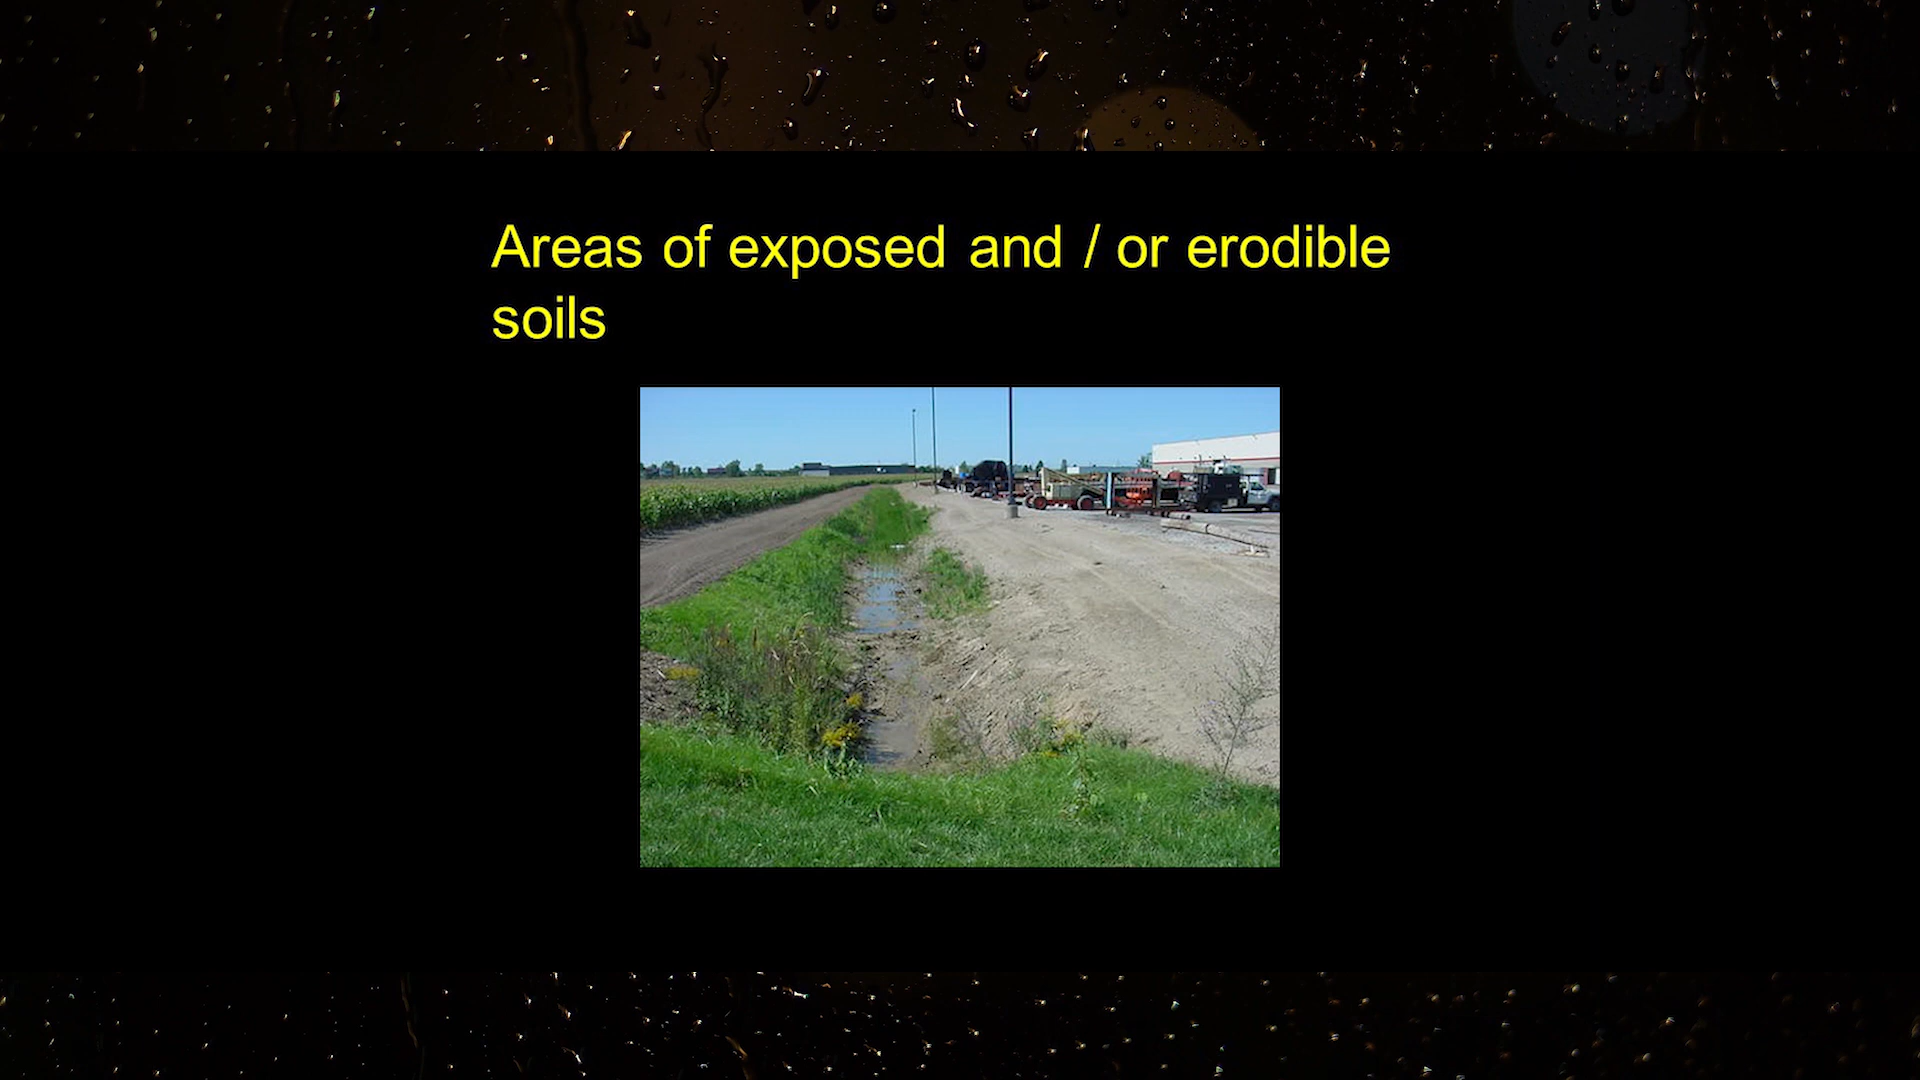 Areas of exposed and / or erodible
soils